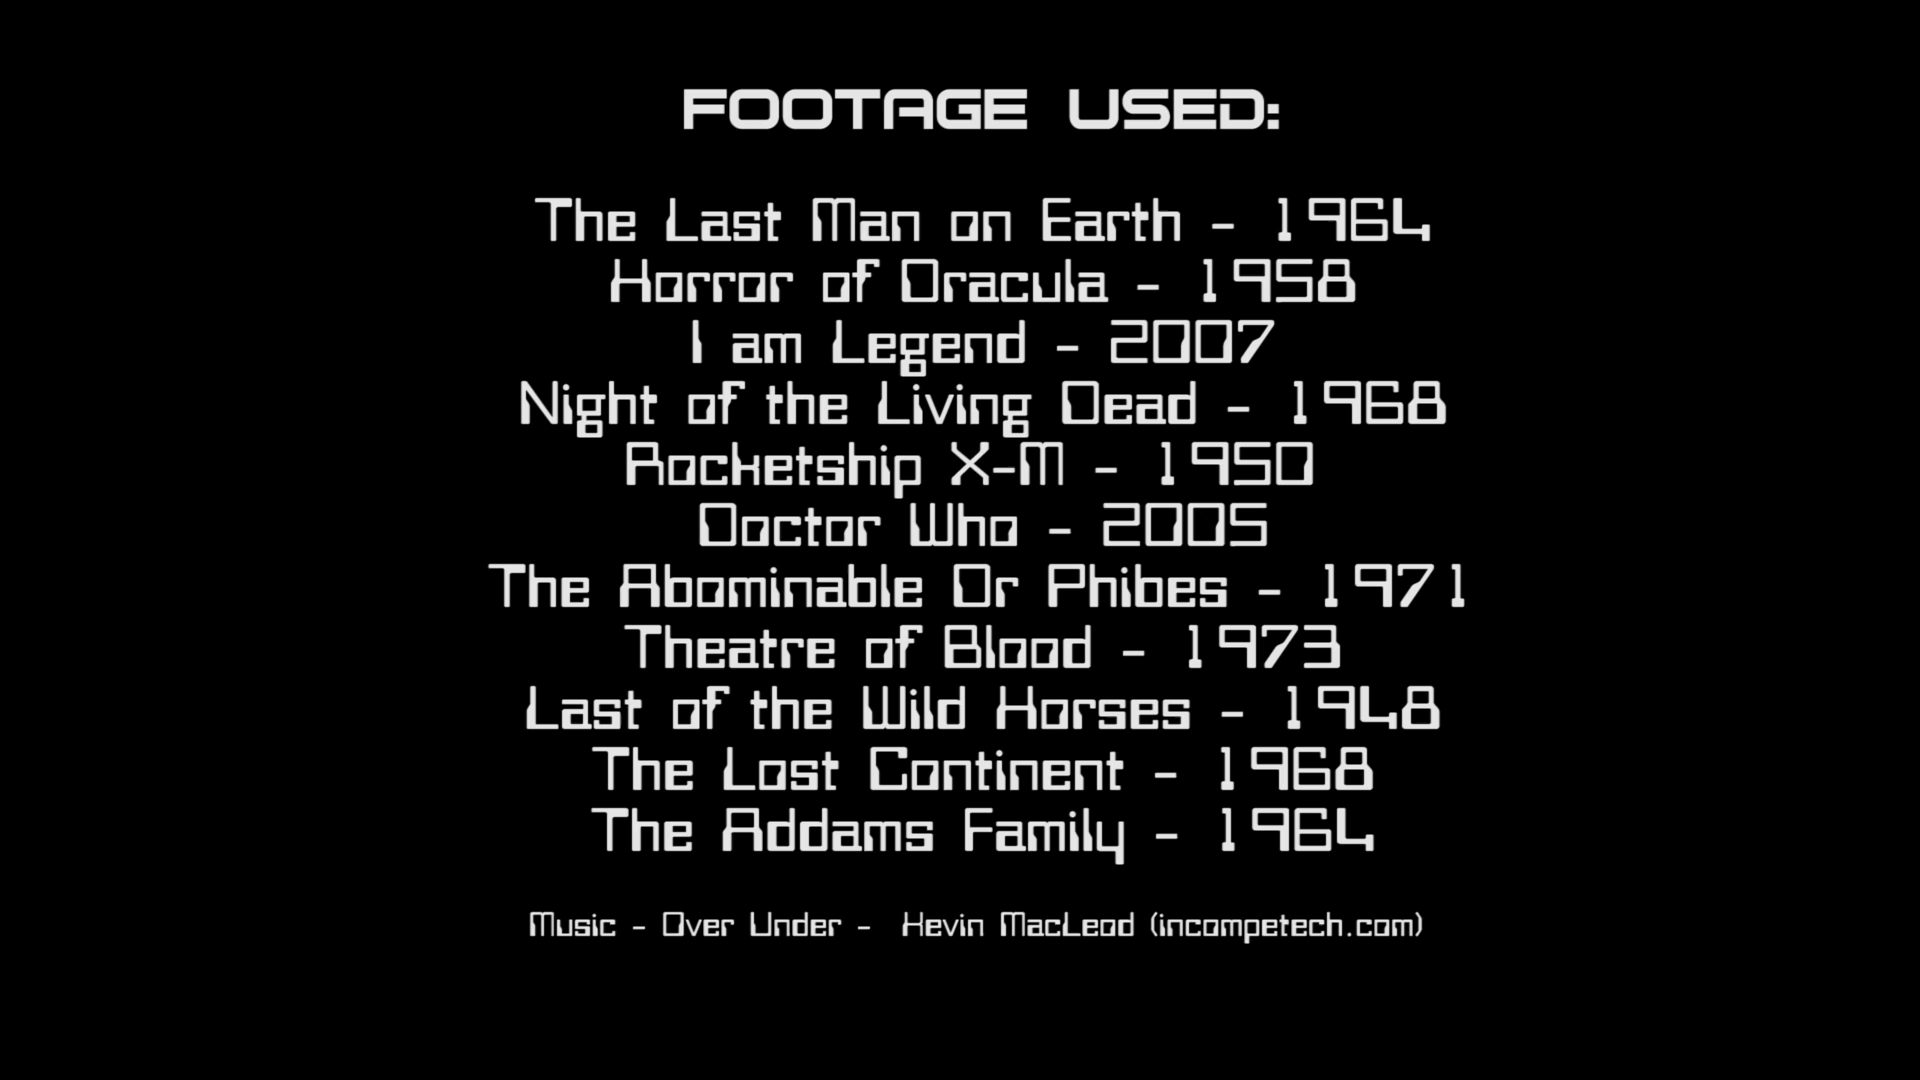 FOOTAGE USED:
The Last Man on Earth - 1964
Horror of Dracula - 1958
I am Legend - 2007
Night of the Living Dead - 1968
Rocketship X-M - 1950
Doctor Who - 2005
The Abominable Dr Phibes - 1971
Theatre of Blood - 1973
Last of the Wild Horses - 1948
The Lost Continent - 1968
The Addams Family - 1964
Music - Over Under - Kevin MacLeod (incompetech.com)